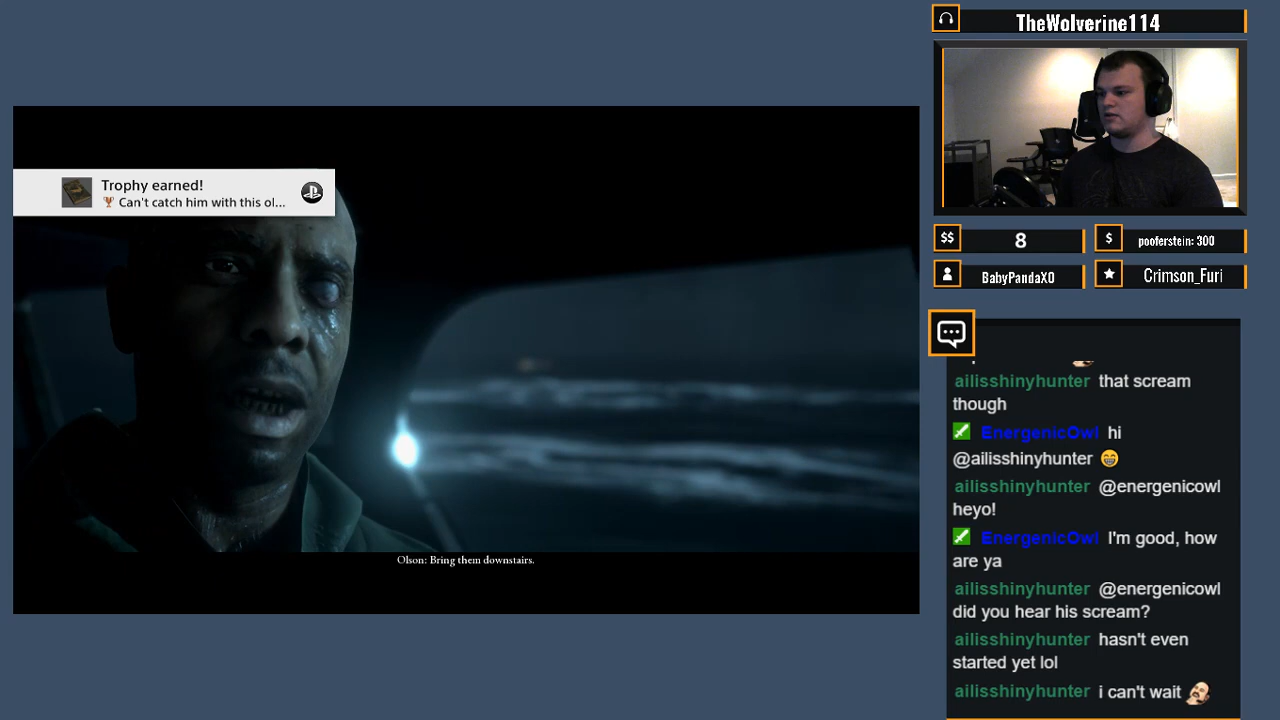 TheWolverine114
Trophy earned!
Can't catch him with this ol...
Olson: Bring them downstairs.
$$
8
$
pooferstein: 300
BabyPandaXO
Crimson_Furi
ailisshinyhunter that scream
though
EnergenicOwl hi
@ailisshinyhunter
ailisshinyhunter @energenicowl
heyo!
EnergenicOwl I'm good, how
are ya
ailisshinyhunter @energenicowl
did you hear his scream?
ailisshinyhunter hasn't even
started yet lol
ailisshinyhunter i can't wait